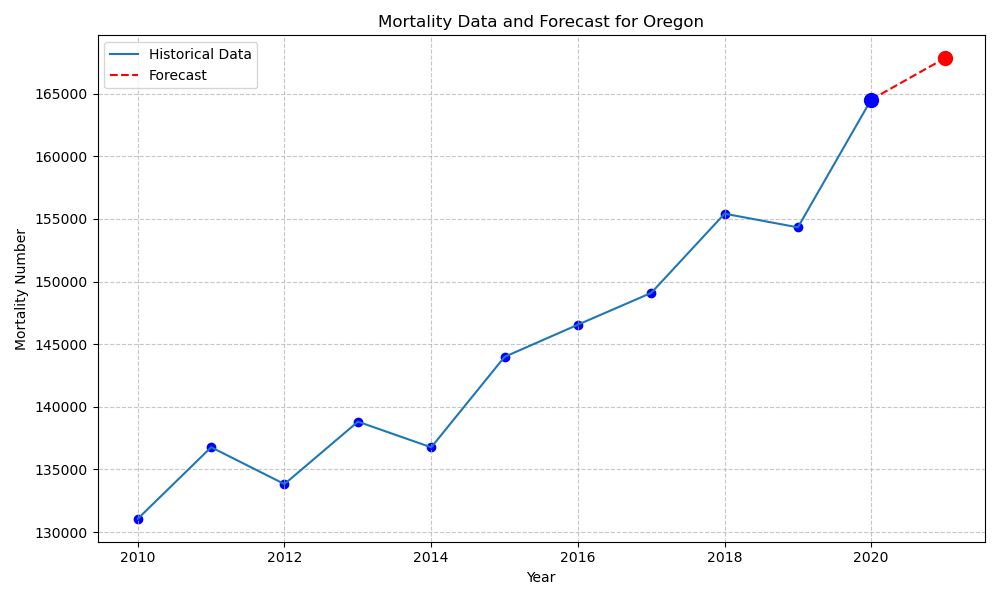 Mortality Data and Forecast for Oregon
Historical Data
Forecast
165000
160000
155000
150000
145000
140000
135000
130000
Mortality Number
2010 2012 2014 2016 2018 2020
Year